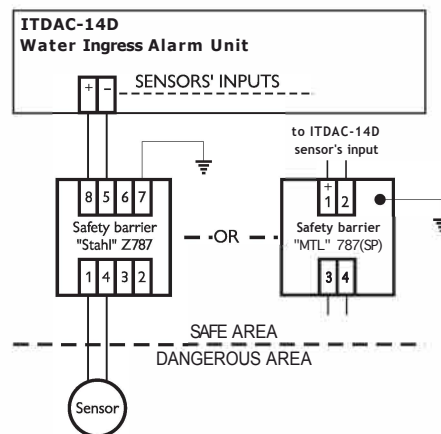 ITDAC-14D
Water Ingress Alarm Unit
+ – SENSORS' INPUTS
to ITDAC-14D
sensor's input
8 5 6 7
+
1 2
Safety barrier
"Stahl" Z787
OR
Safety barrier
"MTL" 787(SP)
1 4 3 2
3 4
SAFE AREA
DANGEROUS AREA
Sensor